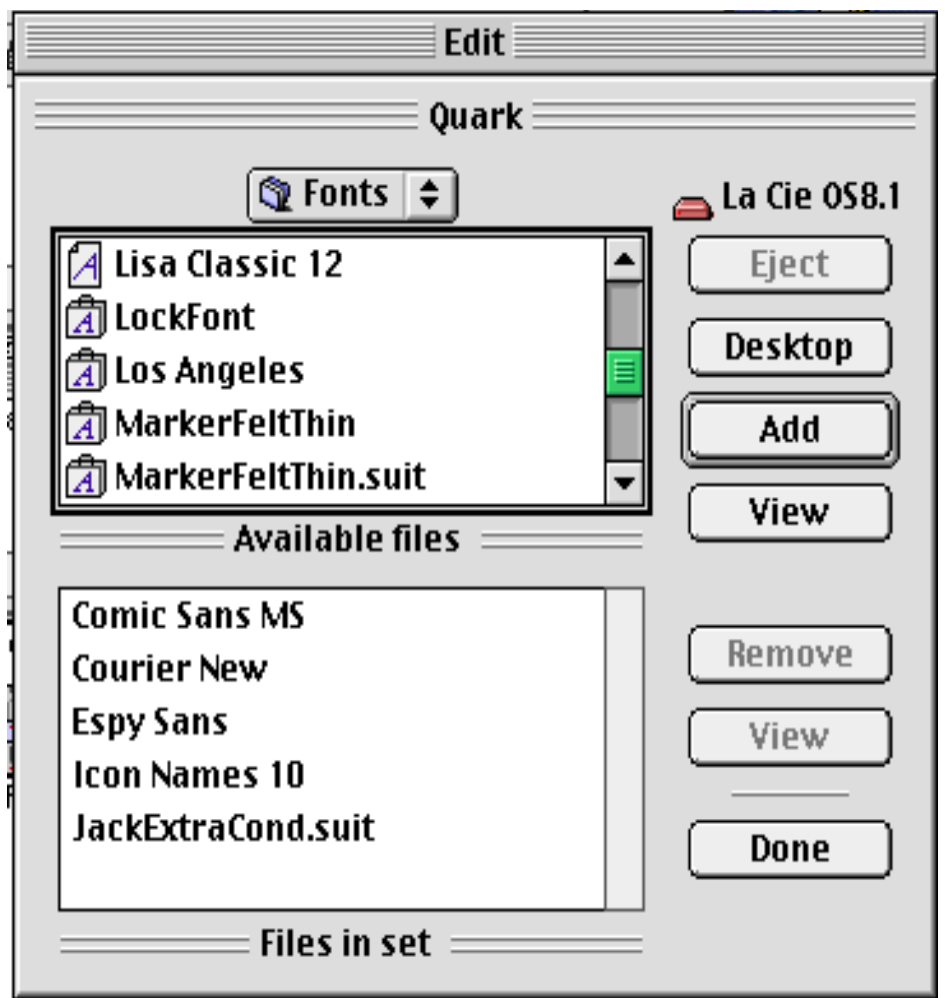 Edit
Quark
Fonts
La Cie OS8.1
Lisa Classic 12
LockFont
Los Angeles
MarkerFeltThin
MarkerFeltThin.suit
Eject
Desktop
Add
View
Available files
Comic Sans MS
Courier New
Espy Sans
Icon Names 10
JackExtraCond.suit
Remove
View
Done
Files in set